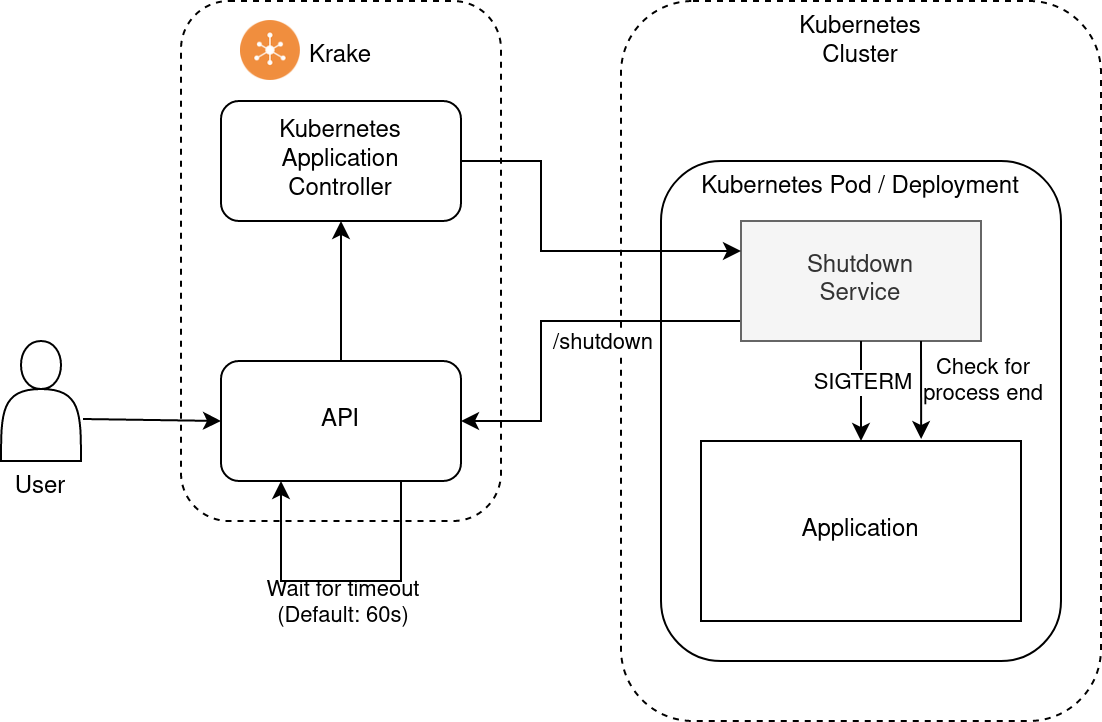 Krake
Kubernetes
Application
Controller
API
User
Wait for timeout
(Default: 60s)
/shutdown
Kubernetes
Cluster
Kubernetes Pod / Deployment
Shutdown
Service
SIGTERM
Check for
process end
Application